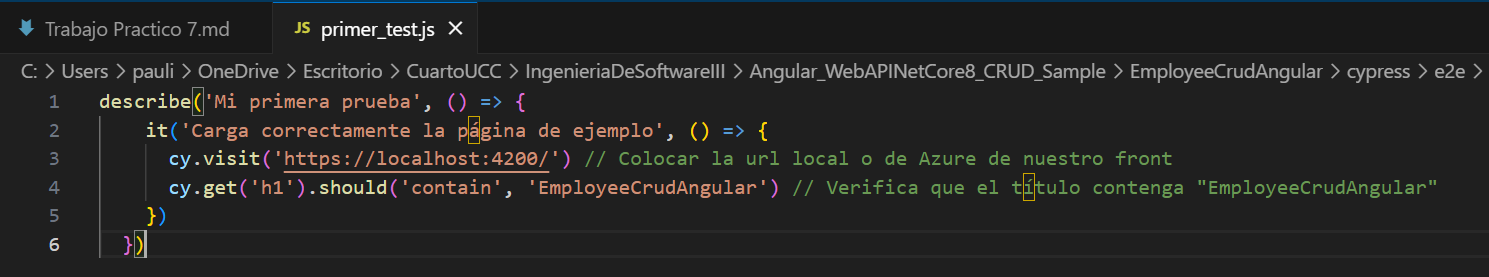 Trabajo Practico 7.md JS primer_test.js
C: > Users > pauli > OneDrive > Escritorio > CuartoUCC > IngenieriaDeSoftwareIII > Angular_WebAPINetCore8_CRUD_Sample > EmployeeCrudAngular > cypress > e2e >
1 describe('Mi primera prueba', () => {
2 it('Carga correctamente la página de ejemplo', () => {
3 cy.visit('https://localhost:4200/') // Colocar la url local o de Azure de nuestro front
4 cy.get('h1').should('contain', 'EmployeeCrudAngular') // Verifica que el título contenga "EmployeeCrudAngular"
5 })
6 })